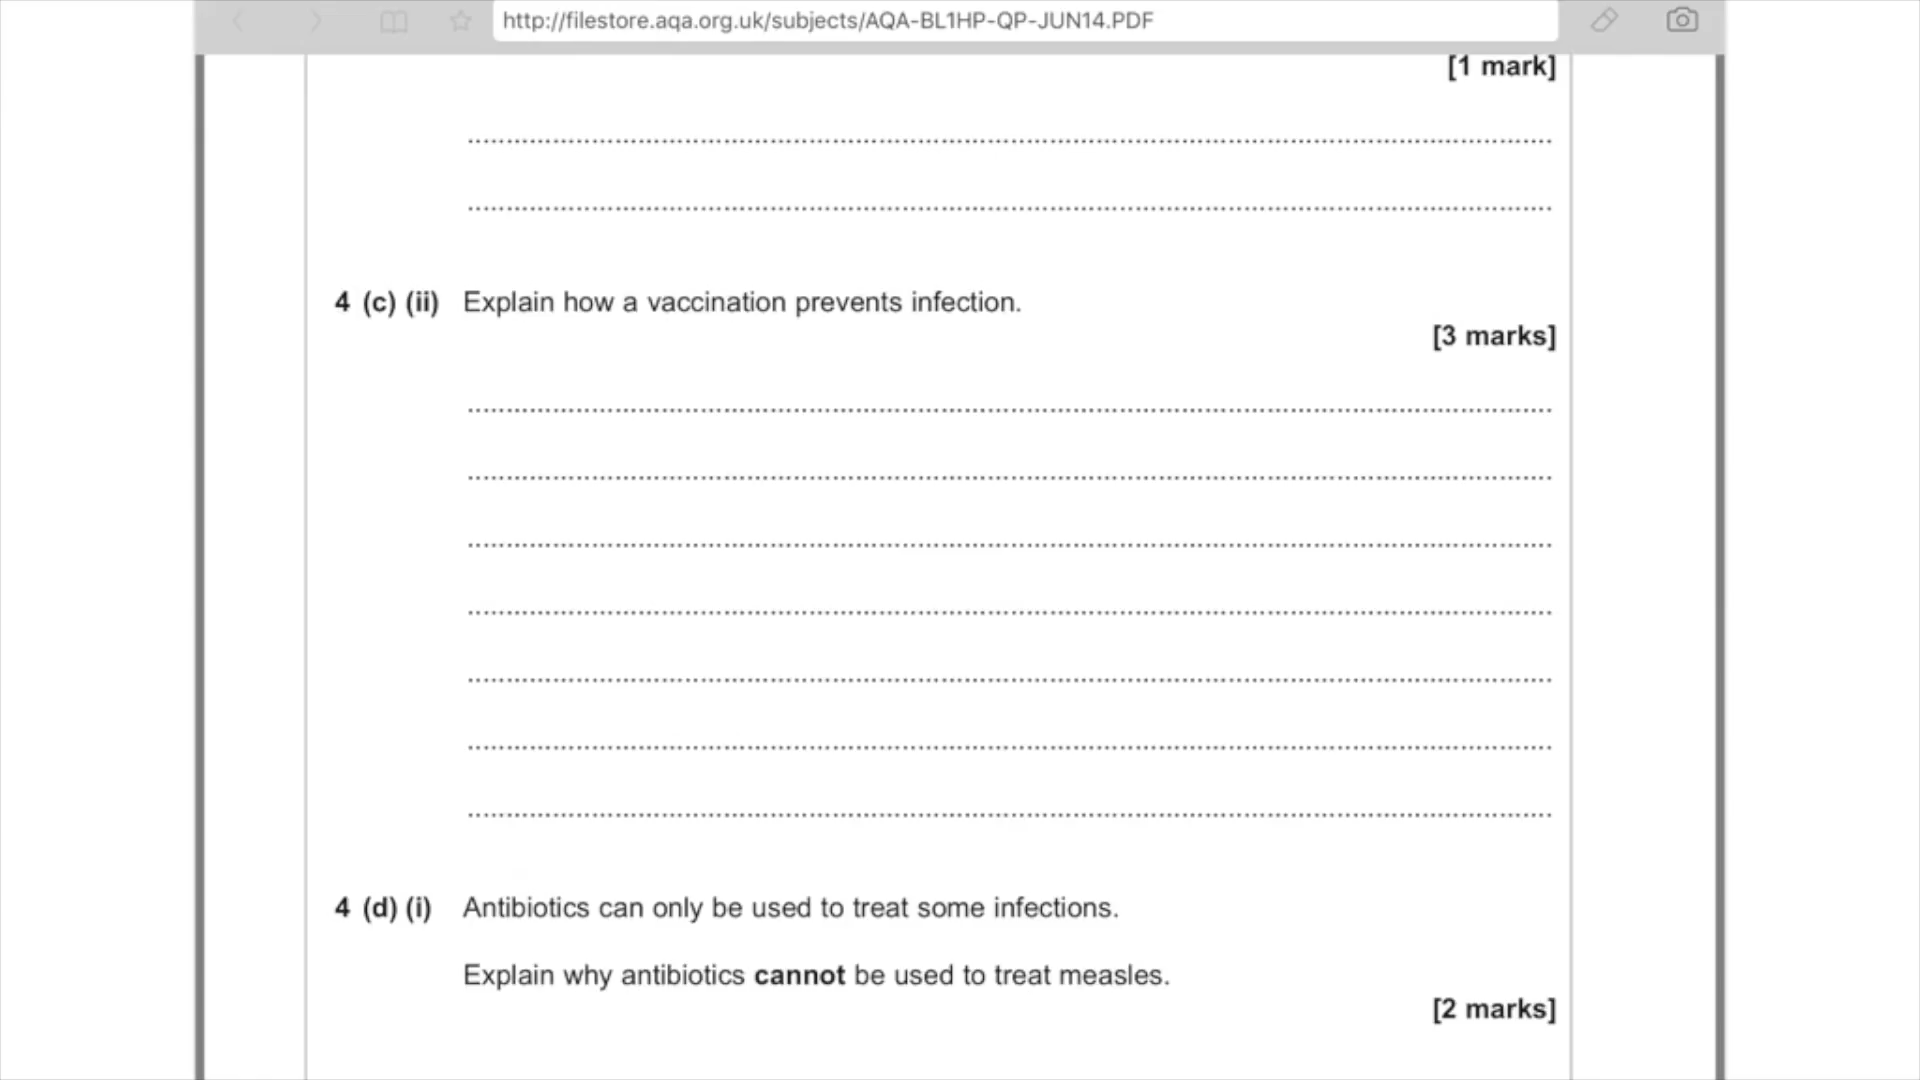 http://filestore.aqa.org.uk/subjects/AQA-BL1HP-QP-JUN14.PDF
[1 mark]
4 (c) (ii) Explain how a vaccination prevents infection.
[3 marks]
4 (d) (i) Antibiotics can only be used to treat some infections.
Explain why antibiotics cannot be used to treat measles.
[2 marks]